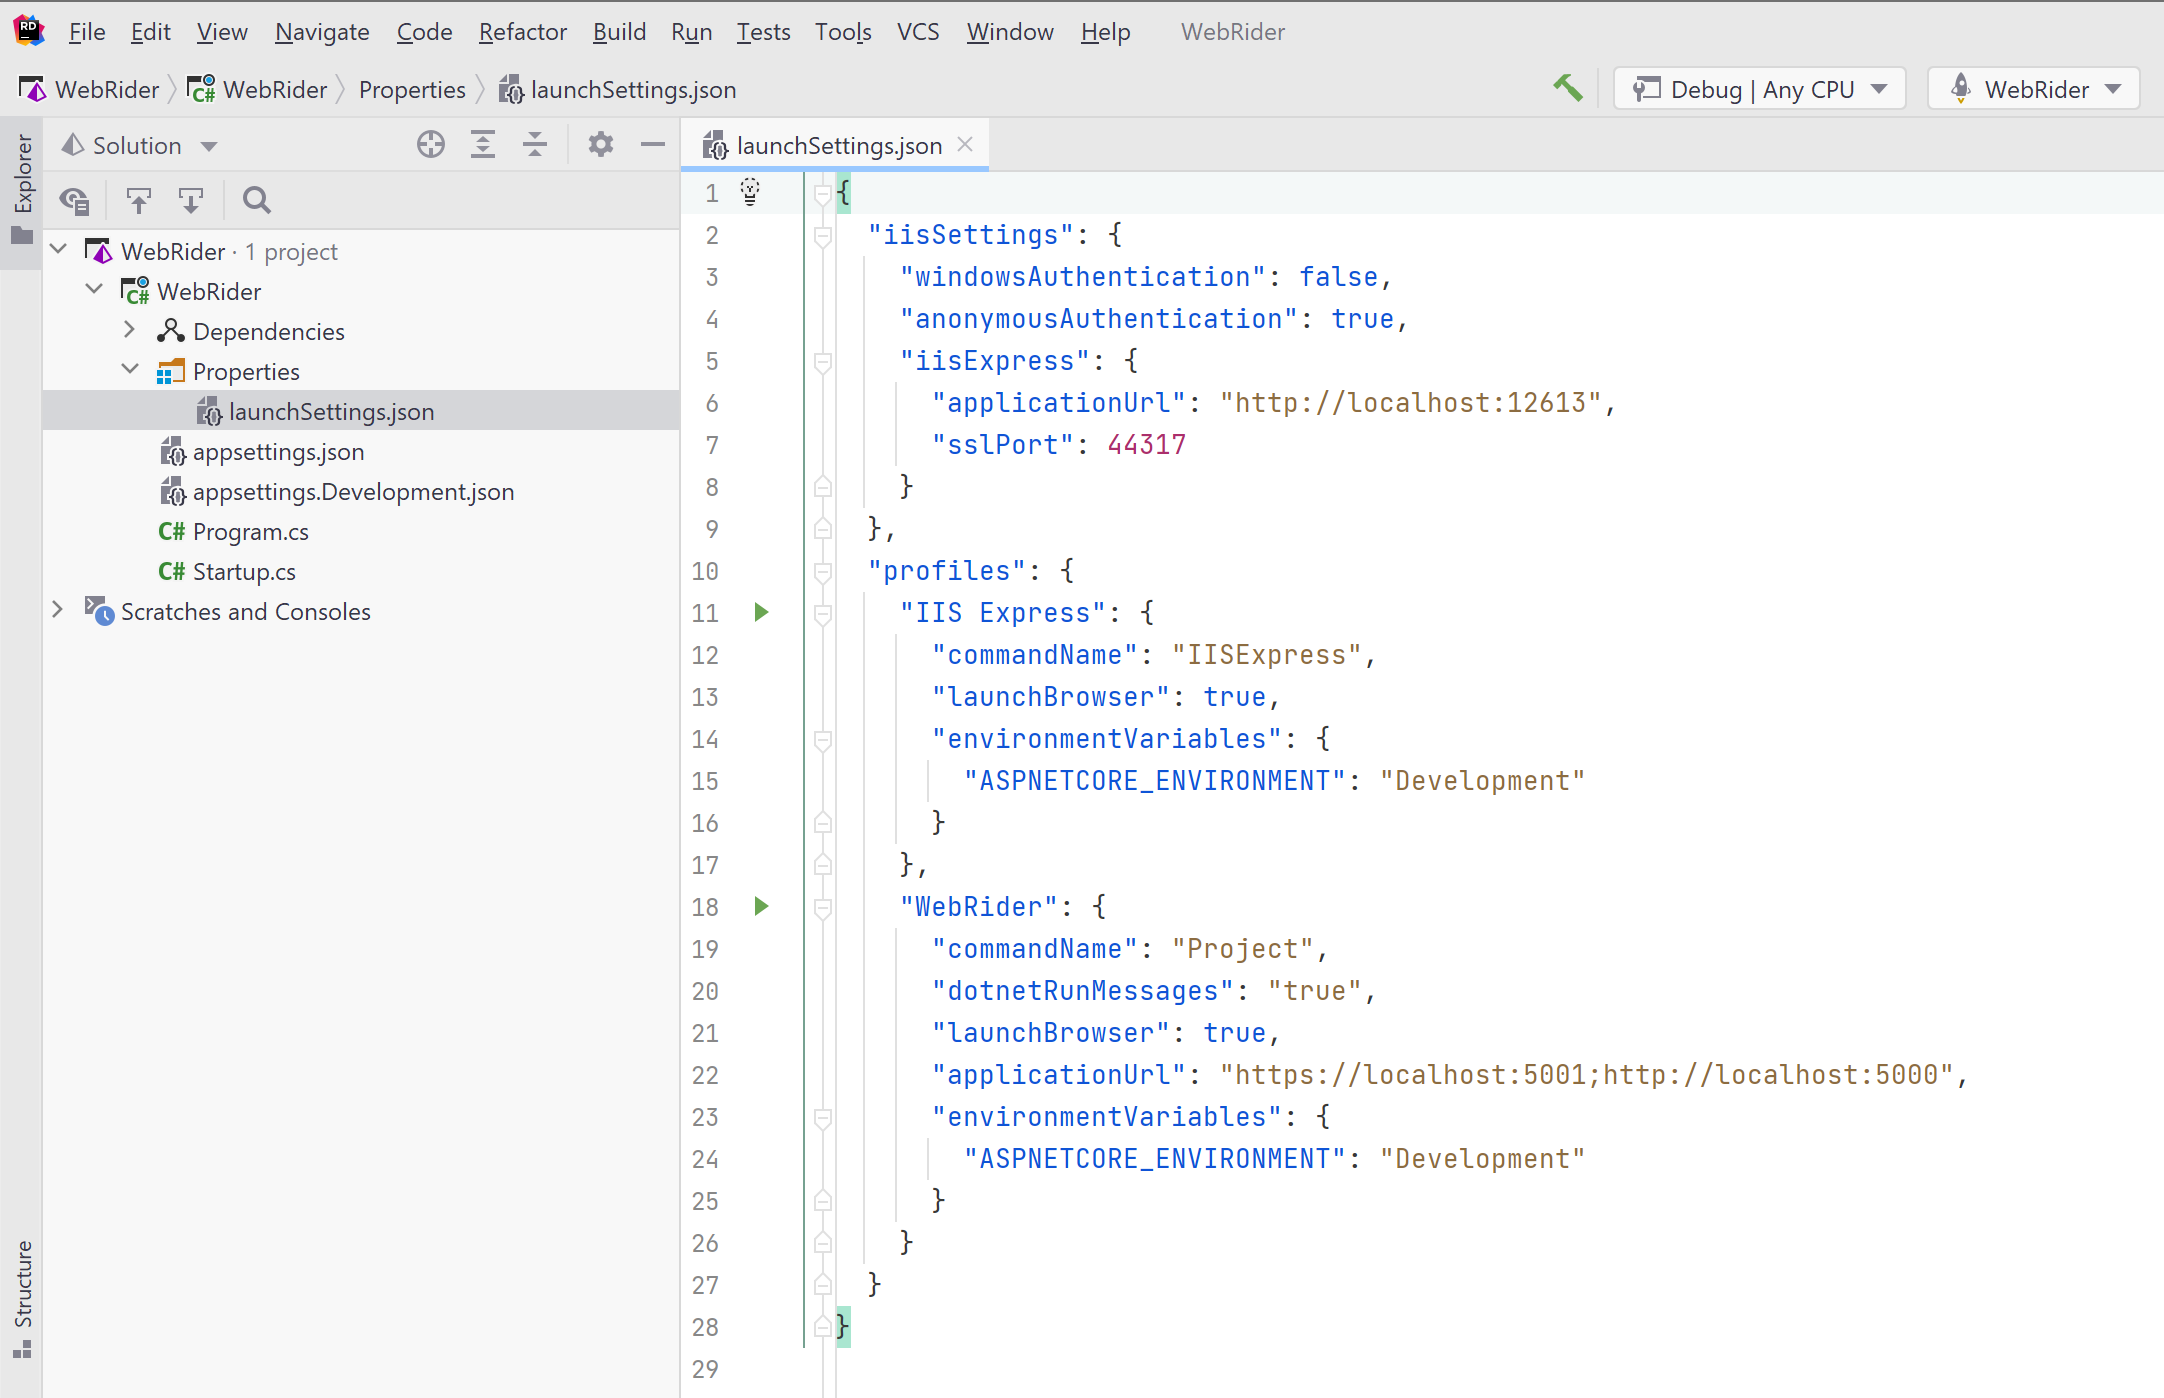 File Edit View Navigate Code Refactor Build Run Tests Tools VCS Window Help WebRider
WebRider WebRider Properties launchSettings.json Debug | Any CPU WebRider
Explorer
Solution
launchSettings.json
WebRider · 1 project
WebRider
Dependencies
Properties
launchSettings.json
appsettings.json
appsettings.Development.json
C# Program.cs
C# Startup.cs
Scratches and Consoles
Structure
1 {
2 "iisSettings": {
3 "windowsAuthentication": false,
4 "anonymousAuthentication": true,
5 "iisExpress": {
6 "applicationUrl": "http://localhost:12613",
7 "sslPort": 44317
8 }
9 },
10 "profiles": {
11 "IIS Express": {
12 "commandName": "IISExpress",
13 "launchBrowser": true,
14 "environmentVariables": {
15 "ASPNETCORE_ENVIRONMENT": "Development"
16 }
17 },
18 "WebRider": {
19 "commandName": "Project",
20 "dotnetRunMessages": "true",
21 "launchBrowser": true,
22 "applicationUrl": "https://localhost:5001;http://localhost:5000",
23 "environmentVariables": {
24 "ASPNETCORE_ENVIRONMENT": "Development"
25 }
26 }
27 }
28 }
29